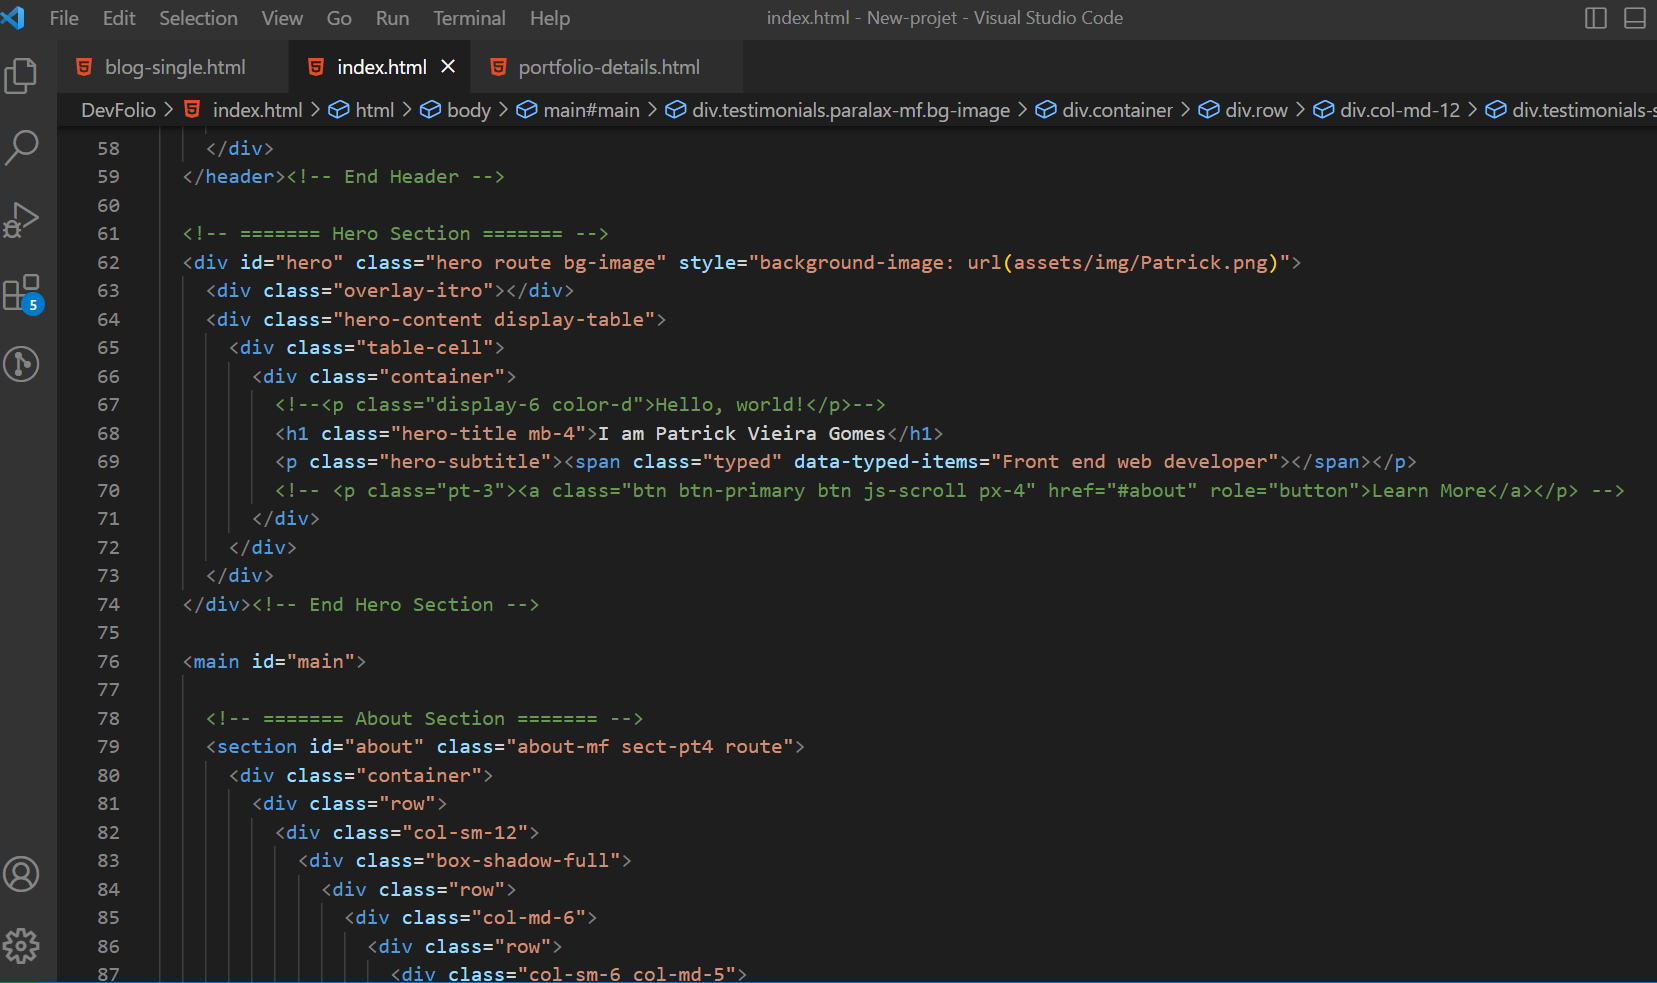 File Edit Selection View Go Run Terminal Help index.html - New-projet - Visual Studio Code
blog-single.html index.html portfolio-details.html
DevFolio > index.html > html > body > main#main > div.testimonials.paralax-mf.bg-image > div.container > div.row > div.col-md-12 > div.testimonials-s
58 </div>
59 </header><!-- End Header -->
60
61 <!-- ======= Hero Section ======= -->
62 <div id="hero" class="hero route bg-image" style="background-image: url(assets/img/Patrick.png)">
63 <div class="overlay-itro"></div>
64 <div class="hero-content display-table">
65 <div class="table-cell">
66 <div class="container">
67 <!--<p class="display-6 color-d">Hello, world!</p>-->
68 <h1 class="hero-title mb-4">I am Patrick Vieira Gomes</h1>
69 <p class="hero-subtitle"><span class="typed" data-typed-items="Front end web developer"></span></p>
70 <!-- <p class="pt-3"><a class="btn btn-primary btn js-scroll px-4" href="#about" role="button">Learn More</a></p> -->
71 </div>
72 </div>
73 </div>
74 </div><!-- End Hero Section -->
75
76 <main id="main">
77
78 <!-- ======= About Section ======= -->
79 <section id="about" class="about-mf sect-pt4 route">
80 <div class="container">
81 <div class="row">
82 <div class="col-sm-12">
83 <div class="box-shadow-full">
84 <div class="row">
85 <div class="col-md-6">
86 <div class="row">
87 <div class="col-sm-6 col-md-5">
5